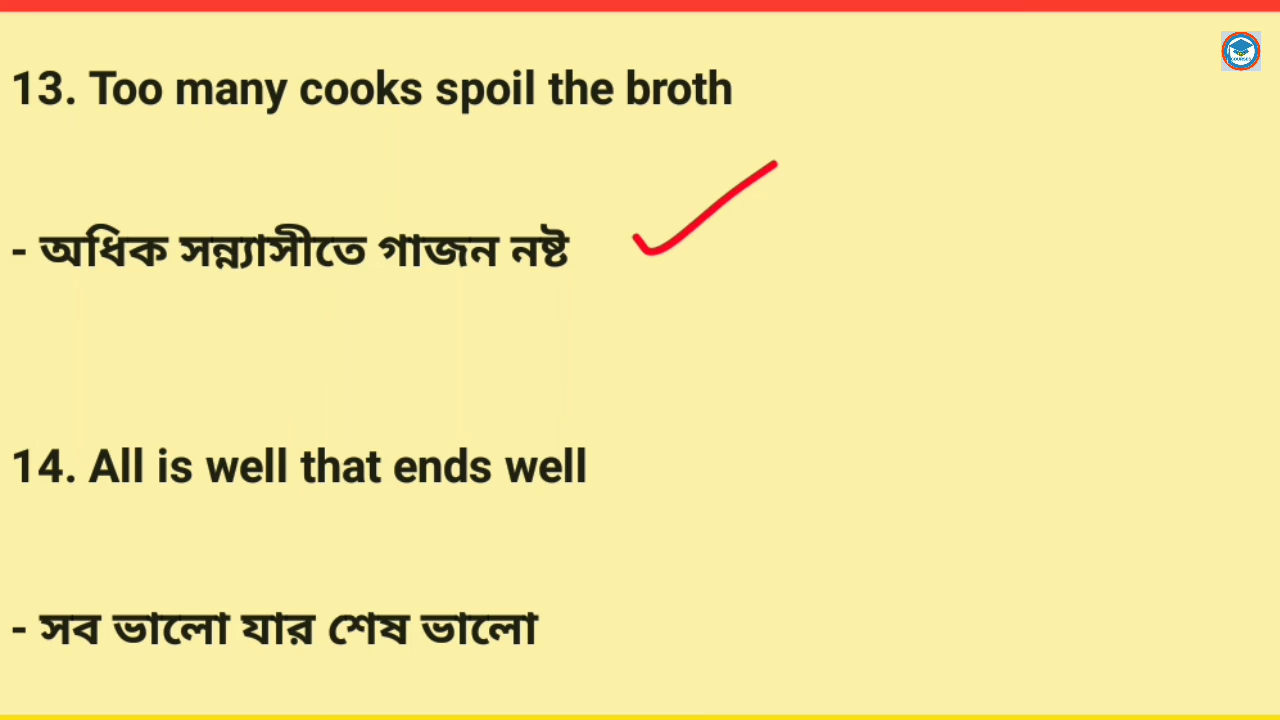 13. Too many cooks spoil the broth
- অধিক সন্ন্যাসীতে গাজন নষ্ট
14. All is well that ends well
- সব ভালো যার শেষ ভালো
COURSES